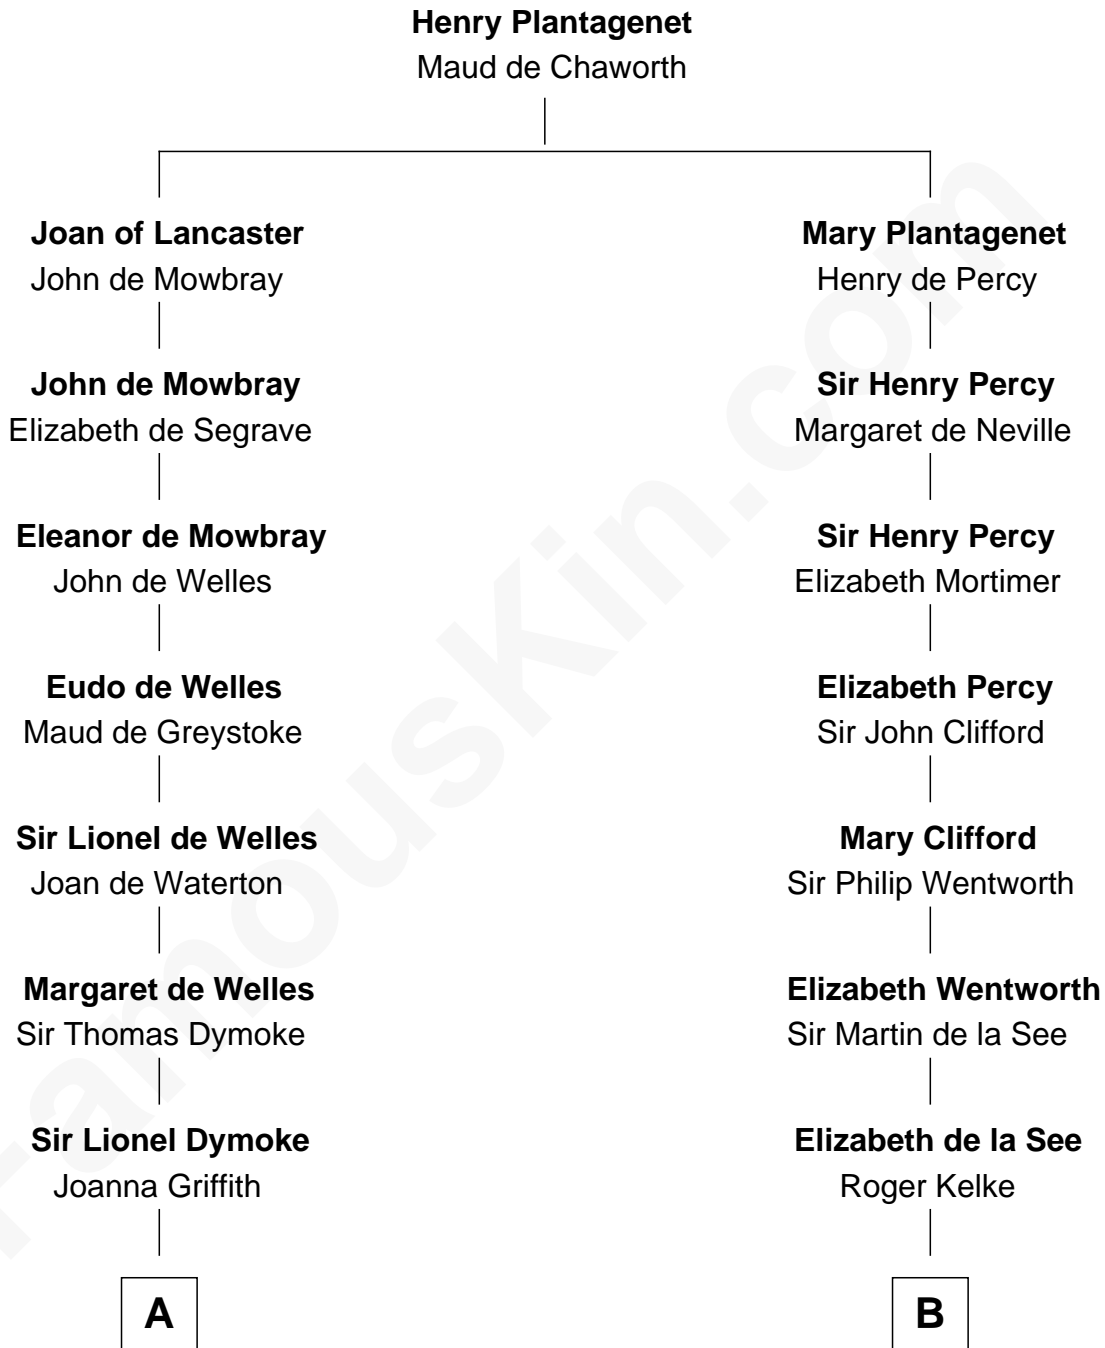 Henry Plantagenet
Maud de Chaworth
Joan of Lancaster
John de Mowbray
Mary Plantagenet
Henry de Percy
John de Mowbray
Elizabeth de Segrave
Sir Henry Percy
Margaret de Neville
Eleanor de Mowbray
John de Welles
Sir Henry Percy
Elizabeth Mortimer
Eudo de Welles
Maud de Greystoke
Elizabeth Percy
Sir John Clifford
Sir Lionel de Welles
Joan de Waterton
Mary Clifford
Sir Philip Wentworth
Margaret de Welles
Sir Thomas Dymoke
Elizabeth Wentworth
Sir Martin de la See
Sir Lionel Dymoke
Joanna Griffith
Elizabeth de la See
Roger Kelke
A
B
FamousKin.com